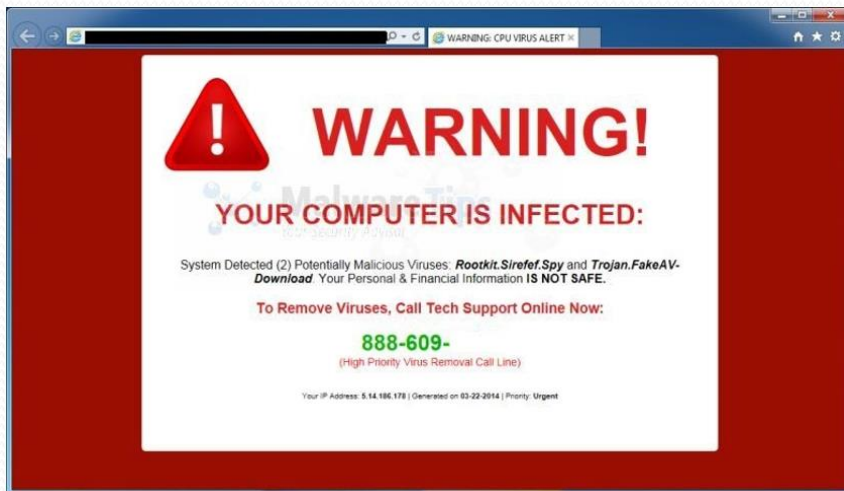 WARNING: CPU VIRUS ALERT
WARNING!
MalwareTips
YOUR COMPUTER IS INFECTED:
System Detected (2) Potentially Malicious Viruses: Rootkit.Sirefef.Spy and Trojan.FakeAV-
Download. Your Personal & Financial Information IS NOT SAFE.
To Remove Viruses, Call Tech Support Online Now:
888-609-
(High Priority Virus Removal Call Line)
Your IP Address: 5.14.186.178 | Generated on 03-22-2014 | Priority: Urgent